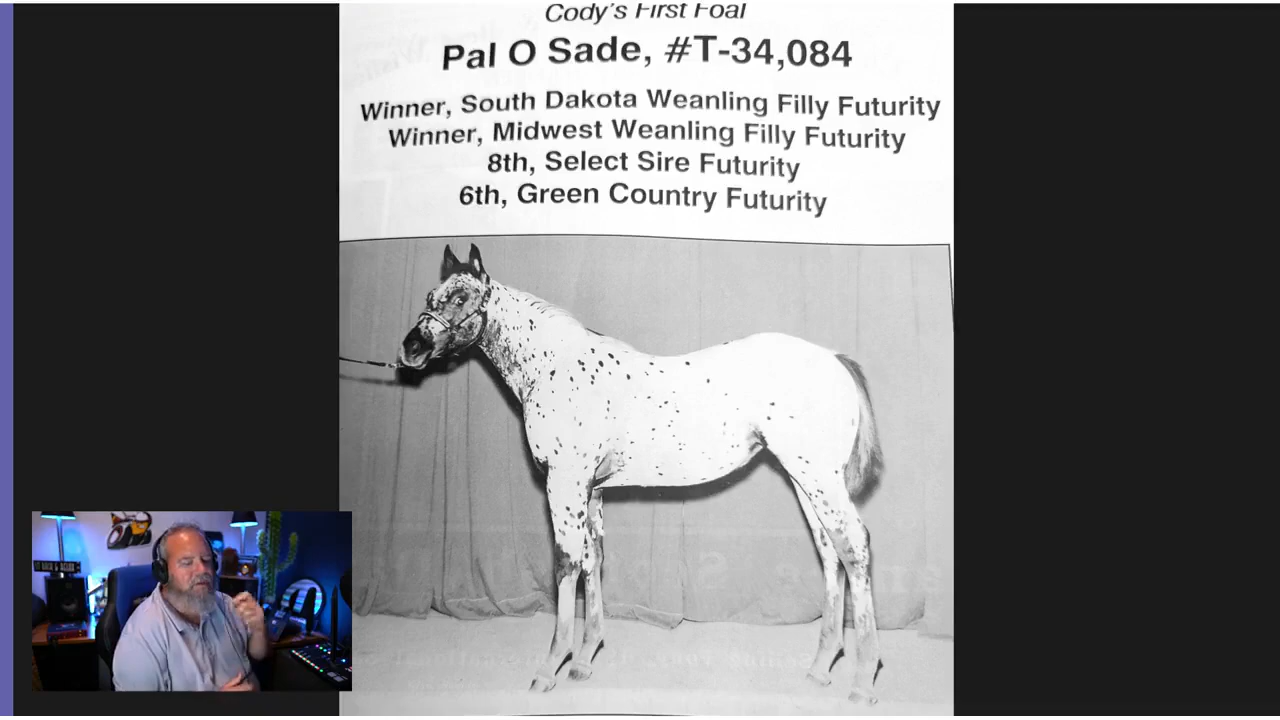 Cody's First Foal
Pal O Sade, #T-34,084
Winner, South Dakota Weanling Filly Futurity
Winner, Midwest Weanling Filly Futurity
8th, Select Sire Futurity
6th, Green Country Futurity